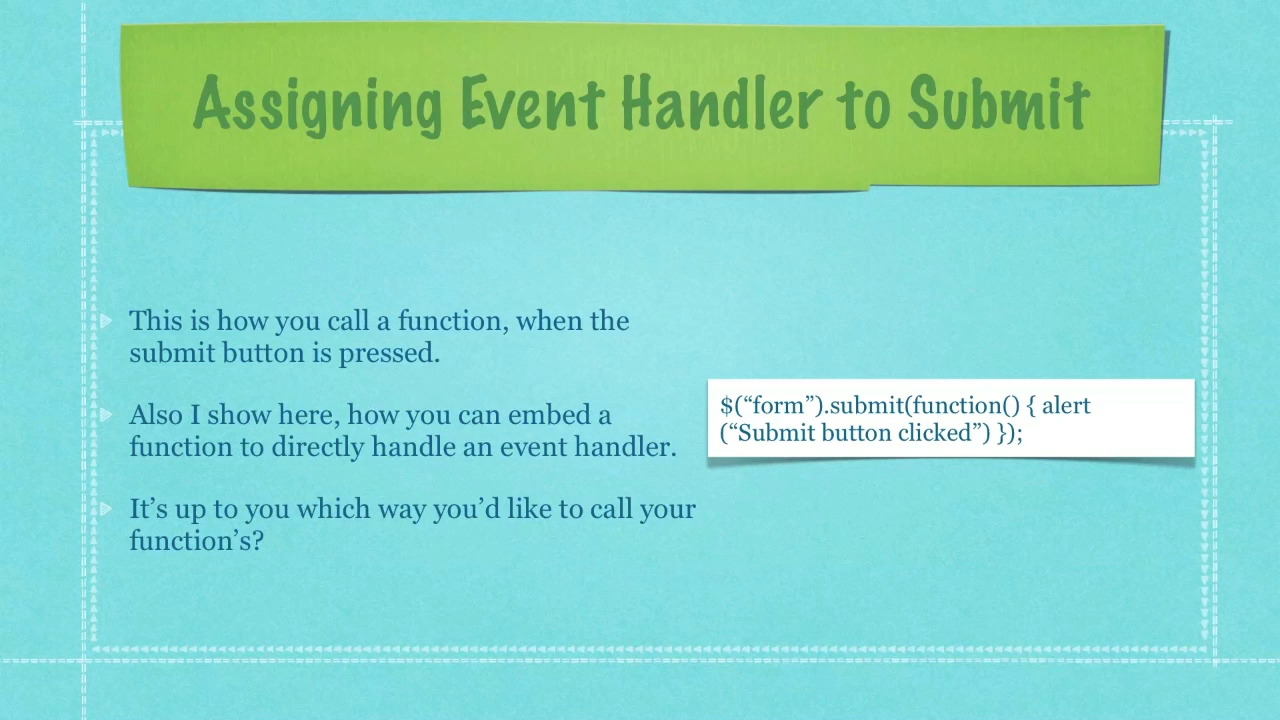 Assigning Event Handler to Submit
This is how you call a function, when the
submit button is pressed.
Also I show here, how you can embed a
function to directly handle an event handler.
It’s up to you which way you’d like to call your
function’s?
$(“form”).submit(function() { alert
(“Submit button clicked”) });